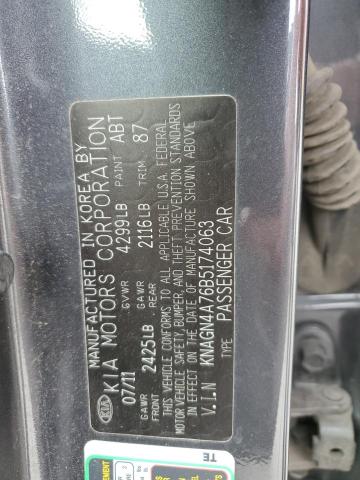 MANUFACTURED IN KOREA BY
KIA KIA MOTORS CORPORATION
07/11 GVWR 4299LB PAINT ABT
GAWR FRONT 2425LB GAWR REAR 2116LB TRIM 87
THIS VEHICLE CONFORMS TO ALL APPLICABLE U.S.A. FEDERAL
MOTOR VEHICLE SAFETY, BUMPER, AND THEFT PREVENTION STANDARDS
IN EFFECT ON THE DATE OF MANUFACTURE SHOWN ABOVE
V.I.N KNAGN4A76B5174063
TYPE PASSENGER CAR
TE